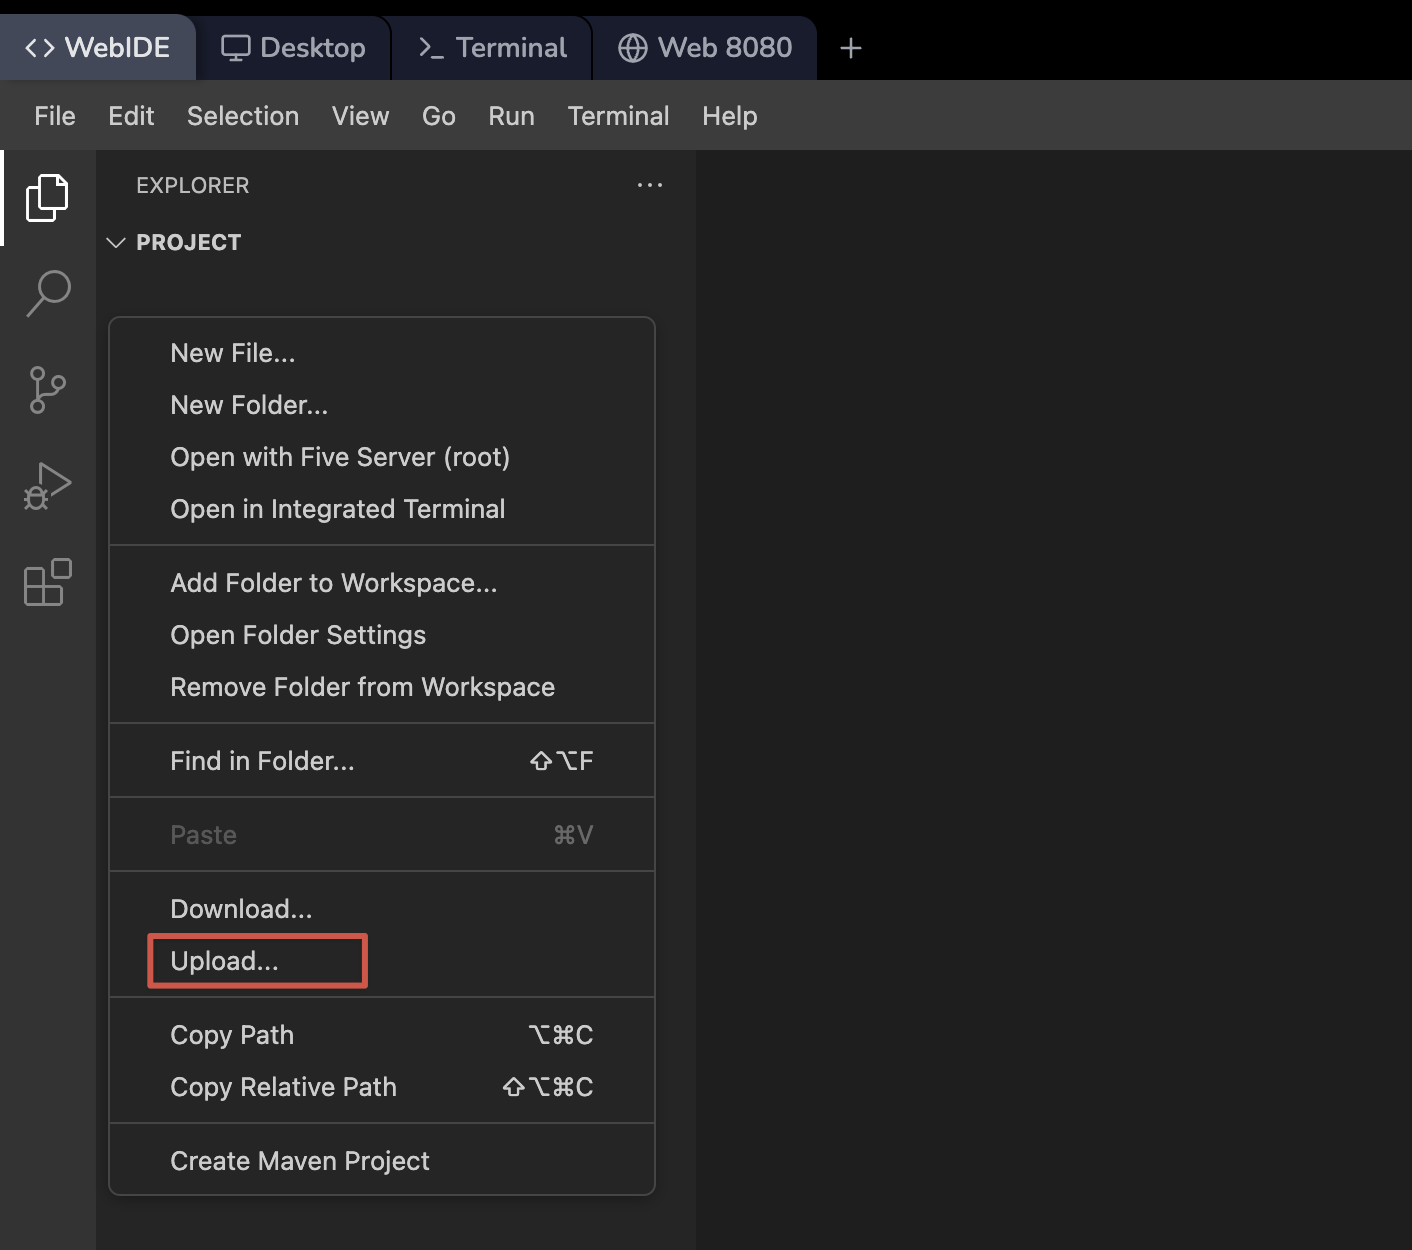 WebIDE Desktop Terminal Web 8080
File Edit Selection View Go Run Terminal Help
EXPLORER
PROJECT
New File...
New Folder...
Open with Five Server (root)
Open in Integrated Terminal
Add Folder to Workspace...
Open Folder Settings
Remove Folder from Workspace
Find in Folder... ⇧⌥F
Paste ⌘V
Download...
Upload...
Copy Path ⌥⌘C
Copy Relative Path ⇧⌥⌘C
Create Maven Project